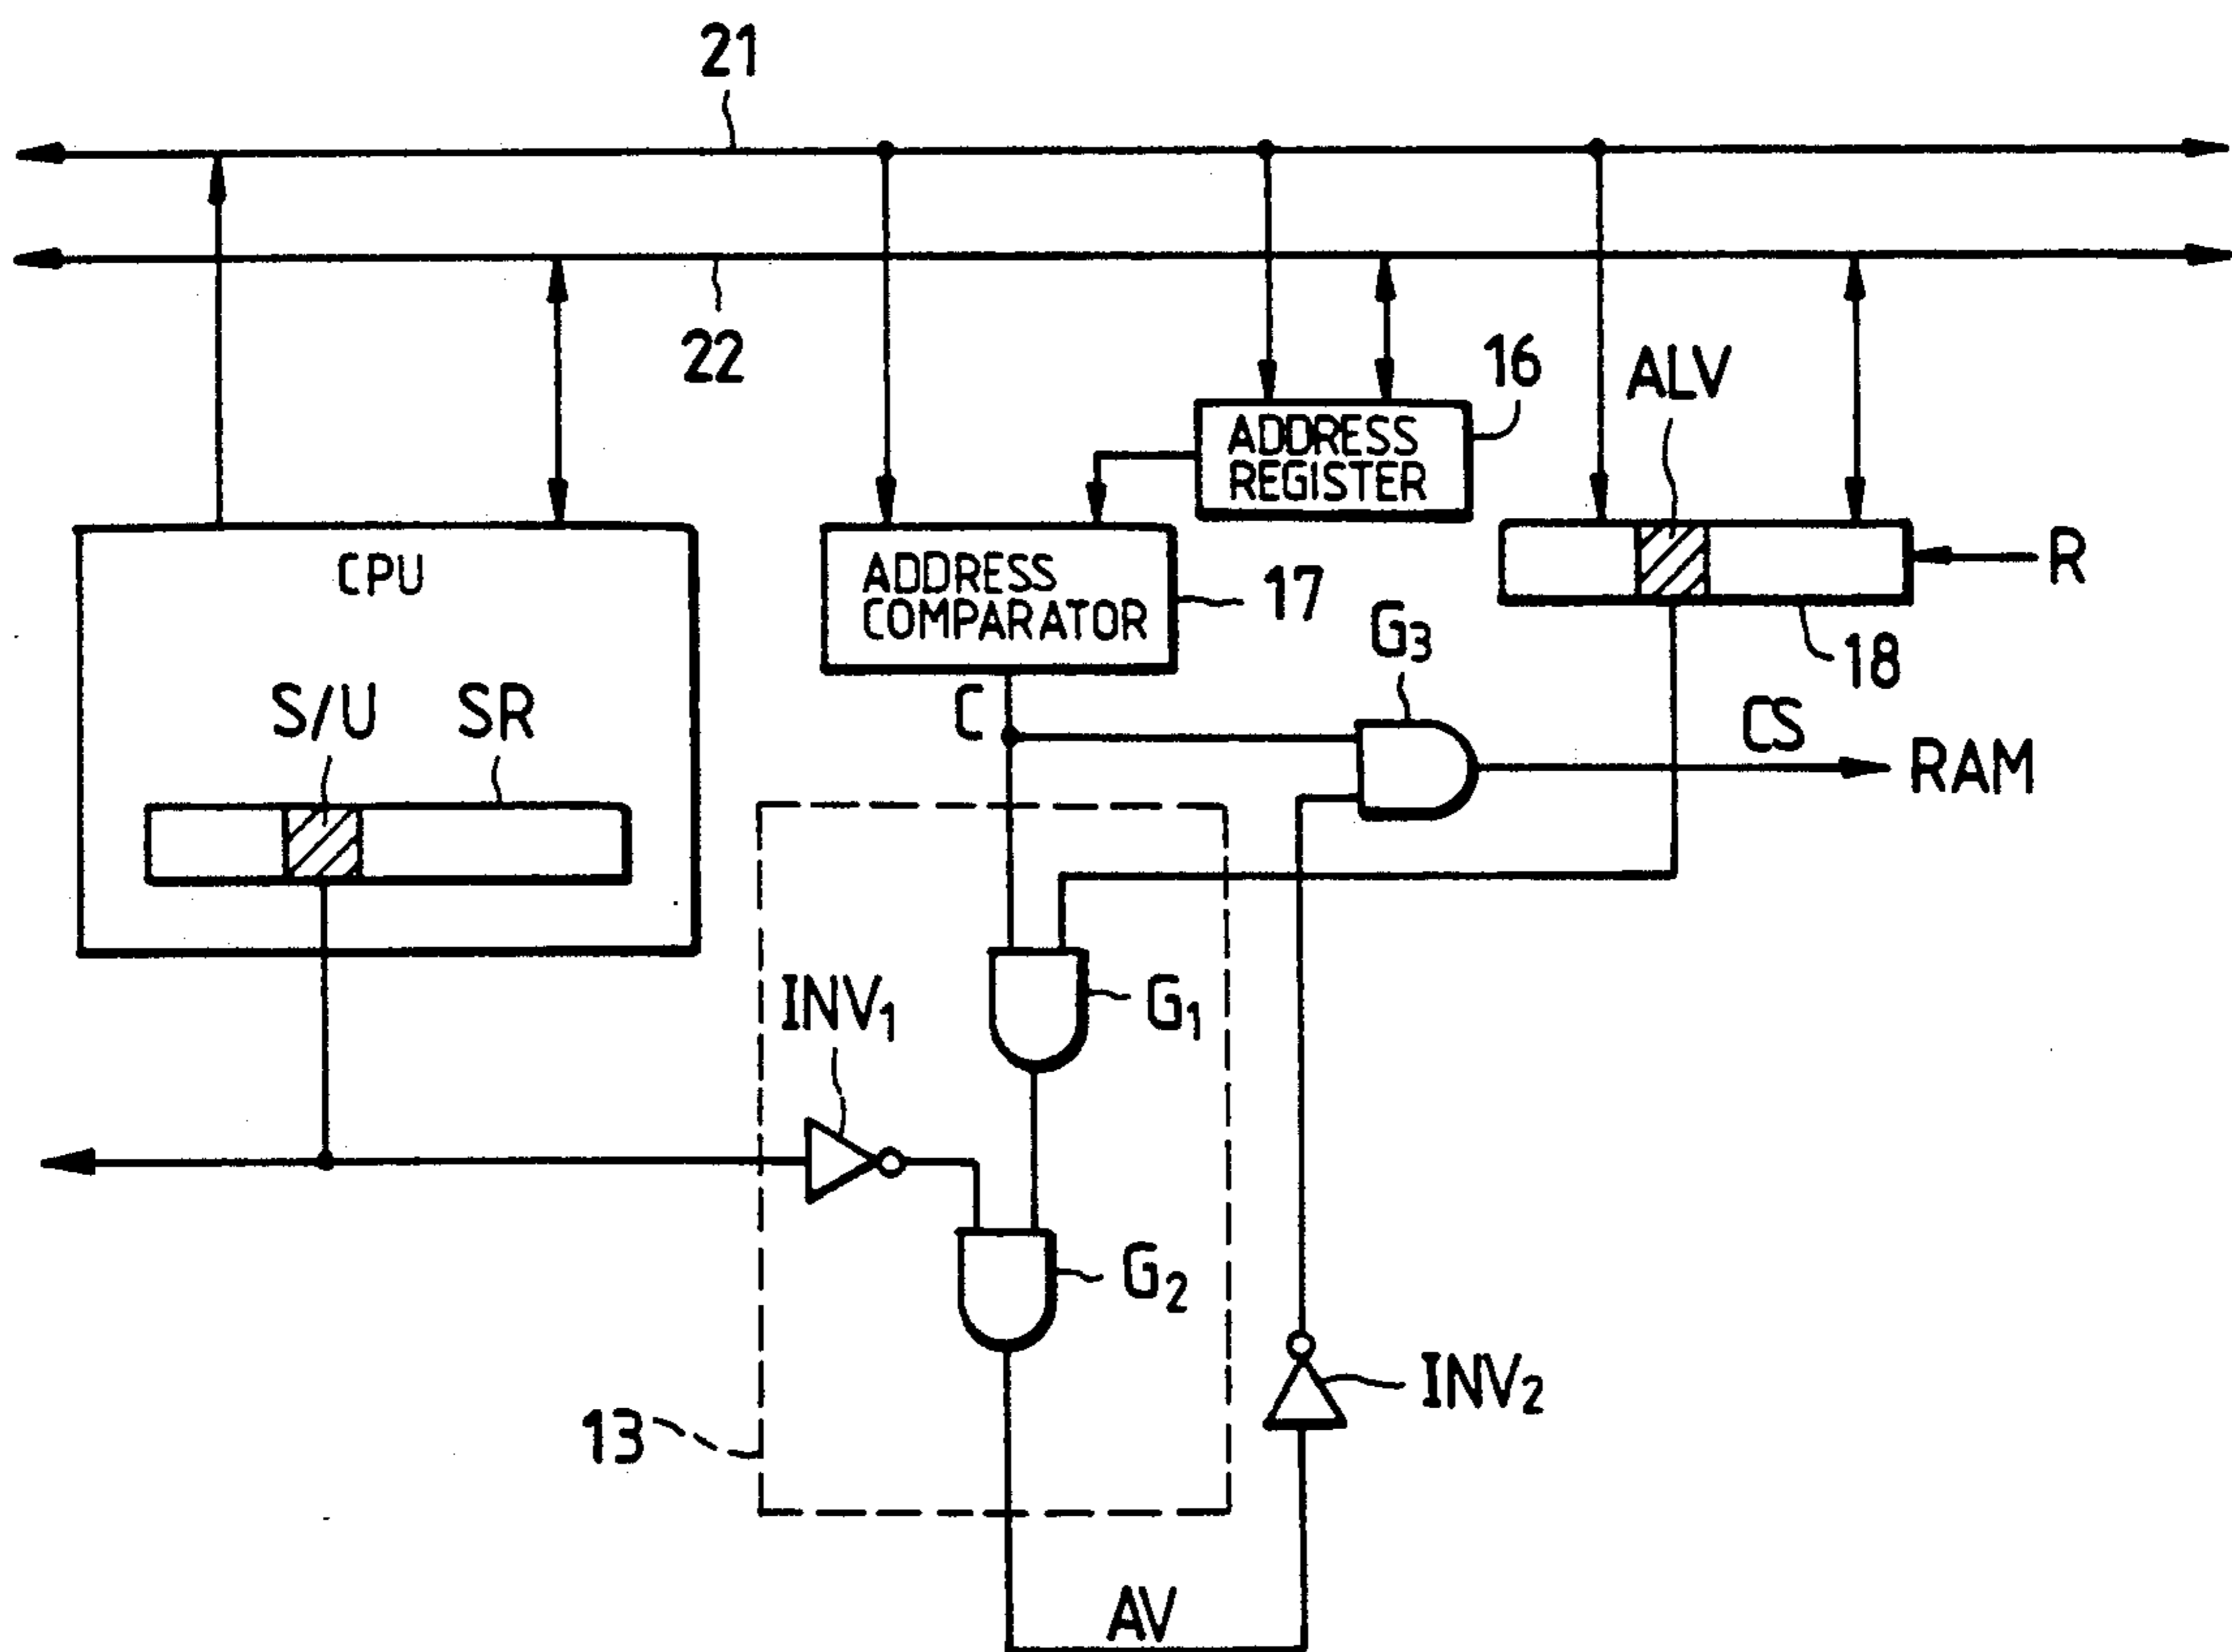 21
22
16
ALV
ADDRESS
REGISTER
CPU
ADDRESS
COMPARATOR
17
R
G3
18
S/U
SR
C
CS
RAM
INV1
G1
G2
INV2
13
AV